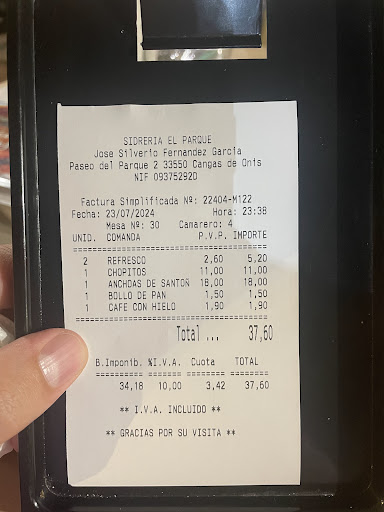 SIDRERIA EL PARQUE
Jose Silverio Fernandez Garcia
Paseo del Parque 2 33550 Cangas de Onis
NIF 09375292D
Factura Simplificada Nº: 22404-M122
Fecha: 23/07/2024 Hora: 23:38
Mesa Nº: 30 Camarero: 4
UNID. COMANDA P.V.P. IMPORTE
2 REFRESCO 2,60 5,20
1 CHOPITOS 11,00 11,00
1 ANCHOAS DE SANTOÑ 18,00 18,00
1 BOLLO DE PAN 1,50 1,50
1 CAFE CON HIELO 1,90 1,90
Total ... 37,60
B.Imponib. %I.V.A. Cuota TOTAL
34,18 10,00 3,42 37,60
** I.V.A. INCLUIDO **
** GRACIAS POR SU VISITA **